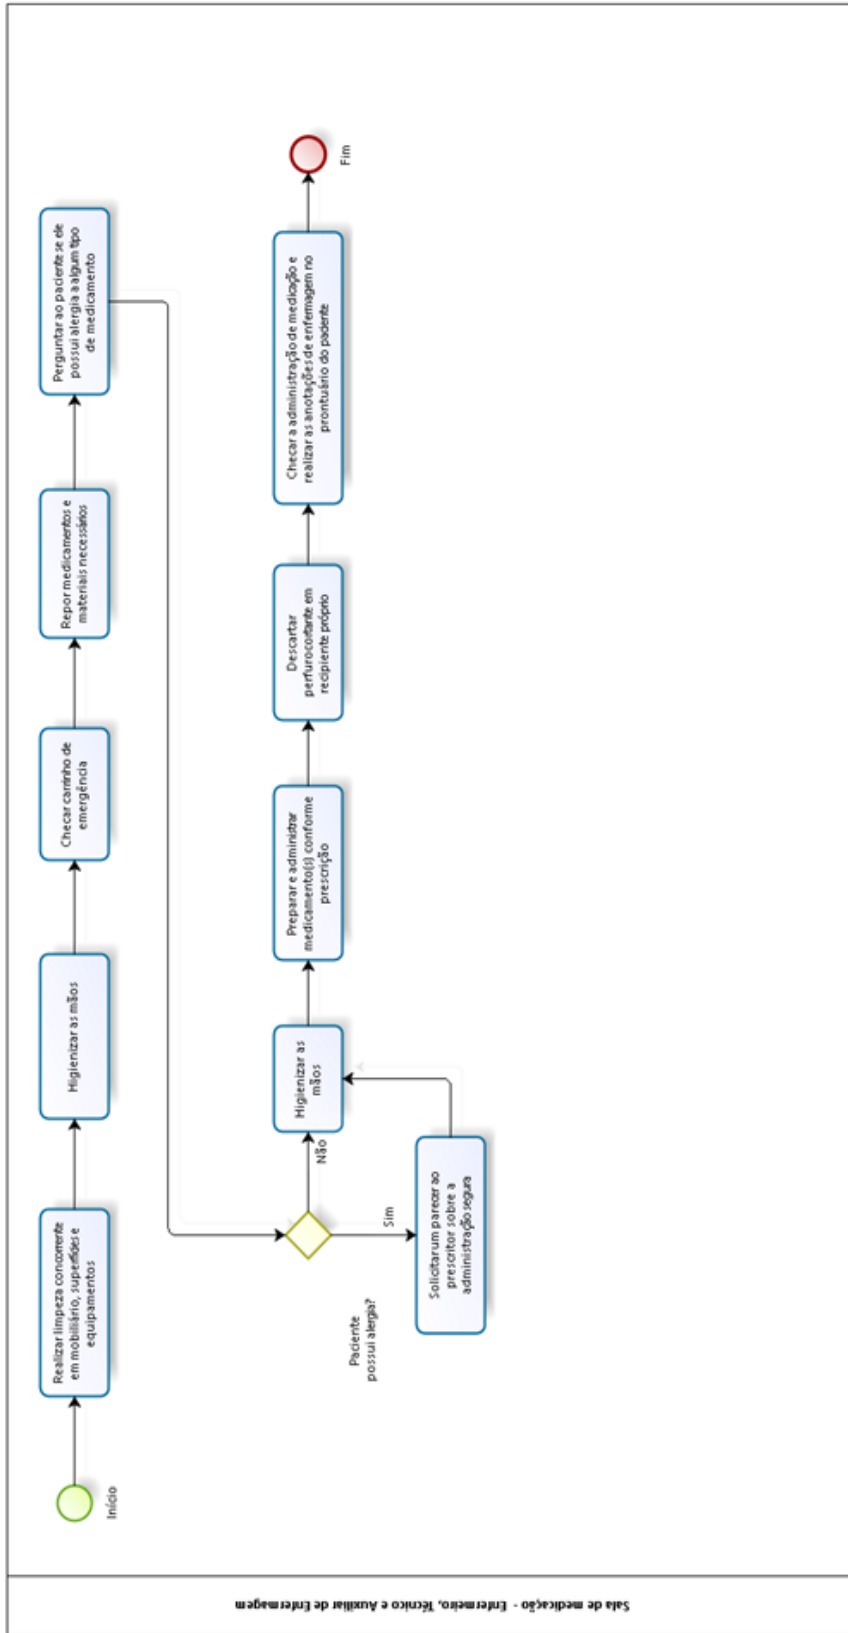 Sala de medicação - Enfermeiro, Técnico e Auxiliar de Enfermagem
Início
Realizar limpeza concorrente
em mobiliário, superfícies e
equipamentos
Higienizar as mãos
Checar carrinho de
emergência
Repor medicamentos e
materiais necessários
Perguntar ao paciente se ele
possui alergia a algum tipo
de medicamento
Paciente
possui alergia?
Sim
Solicitar um parecer ao
prescritor sobre a
administração segura
Não
Higienizar as
mãos
Preparar e administrar
medicamento(s) conforme
prescrição
Descartar
perfurocortante em
recipiente próprio
Checar a administração de medicação e
realizar as anotações de enfermagem no
prontuário do paciente
Fim